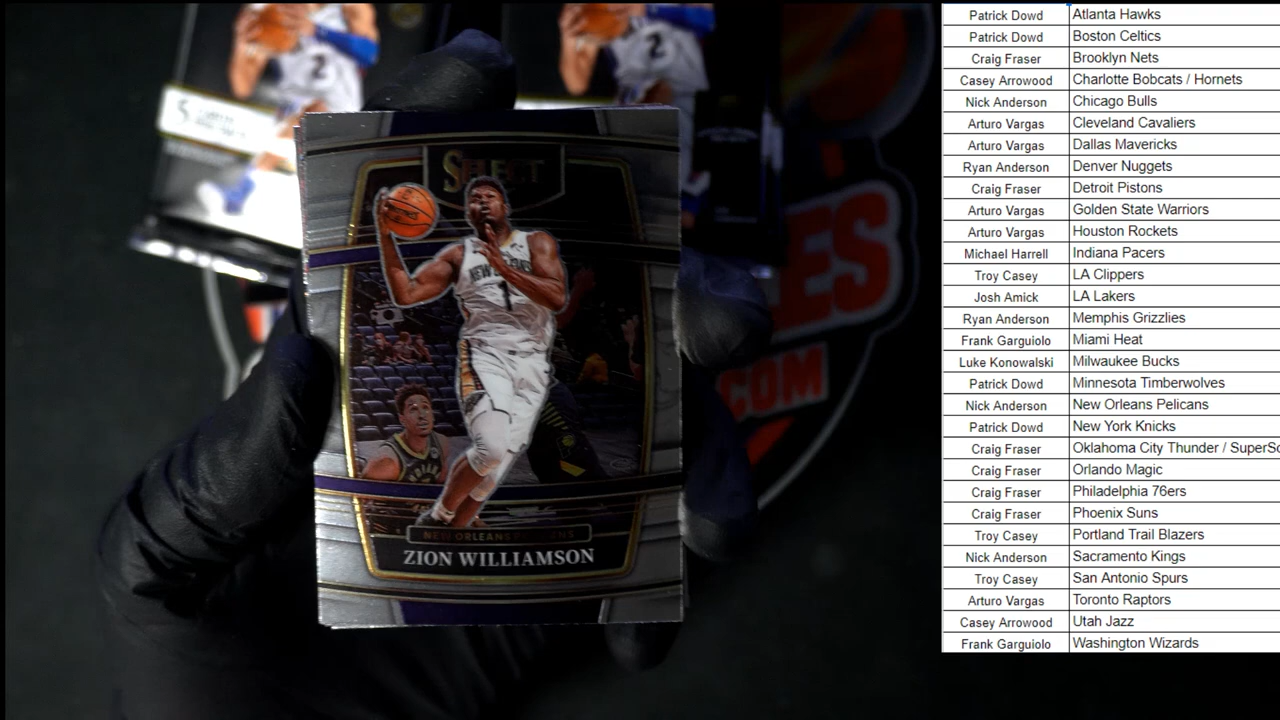 SELECT
NEW ORLEANS
1
NEW ORLEANS PELICANS
ZION WILLIAMSON
2
2
S
ES
COM
Patrick Dowd Atlanta Hawks
Patrick Dowd Boston Celtics
Craig Fraser Brooklyn Nets
Casey Arrowood Charlotte Bobcats / Hornets
Nick Anderson Chicago Bulls
Arturo Vargas Cleveland Cavaliers
Arturo Vargas Dallas Mavericks
Ryan Anderson Denver Nuggets
Craig Fraser Detroit Pistons
Arturo Vargas Golden State Warriors
Arturo Vargas Houston Rockets
Michael Harrell Indiana Pacers
Troy Casey LA Clippers
Josh Amick LA Lakers
Ryan Anderson Memphis Grizzlies
Frank Garguiolo Miami Heat
Luke Konowalski Milwaukee Bucks
Patrick Dowd Minnesota Timberwolves
Nick Anderson New Orleans Pelicans
Patrick Dowd New York Knicks
Craig Fraser Oklahoma City Thunder / SuperSo
Craig Fraser Orlando Magic
Craig Fraser Philadelphia 76ers
Craig Fraser Phoenix Suns
Troy Casey Portland Trail Blazers
Nick Anderson Sacramento Kings
Troy Casey San Antonio Spurs
Arturo Vargas Toronto Raptors
Casey Arrowood Utah Jazz
Frank Garguiolo Washington Wizards